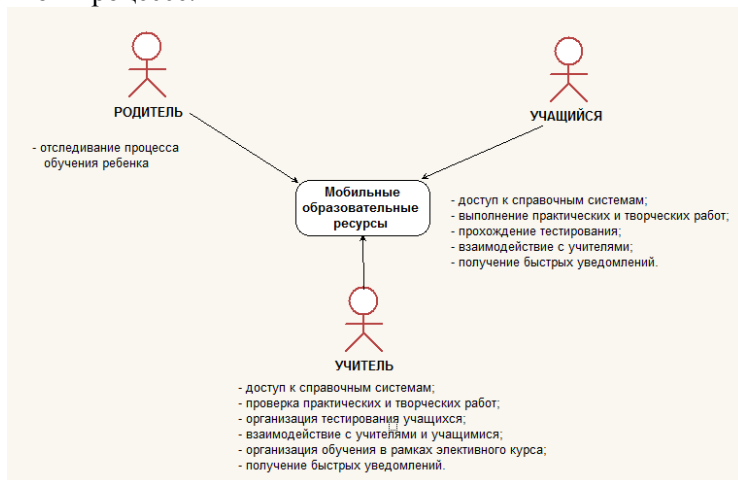 процессе.
РОДИТЕЛЬ
- отследивание процесса
обучения ребенка
УЧАЩИЙСЯ
Мобильные
образовательные
ресурсы
- доступ к справочным системам;
- выполнение практических и творческих работ;
- прохождение тестирования;
- взаимодействие с учителями;
- получение быстрых уведомлений.
УЧИТЕЛЬ
- доступ к справочным системам;
- проверка практических и творческих работ;
- организация тестирования учащихся;
- взаимодействие с учителями и учащимися;
- организация обучения в рамках элективного курса;
- получение быстрых уведомлений.